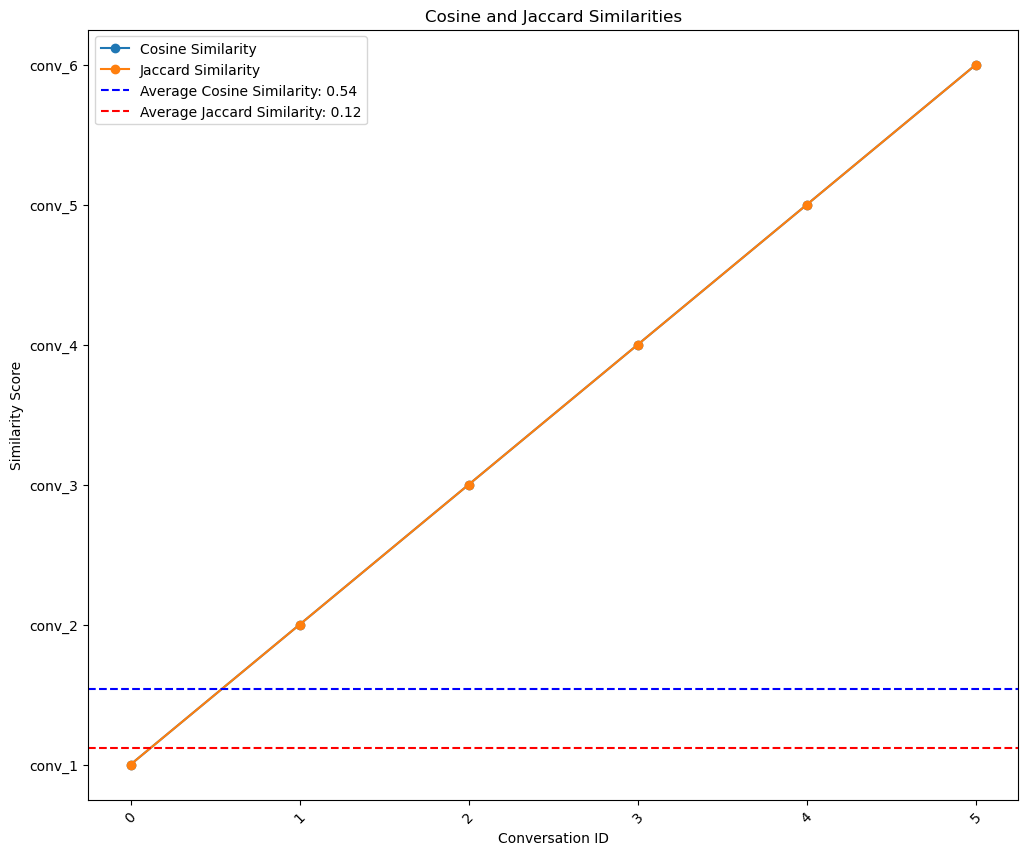 Cosine and Jaccard Similarities
Cosine Similarity
Jaccard Similarity
Average Cosine Similarity: 0.54
Average Jaccard Similarity: 0.12
conv_6
conv_5
conv_4
conv_3
conv_2
conv_1
Similarity Score
0
1
2
3
4
5
Conversation ID